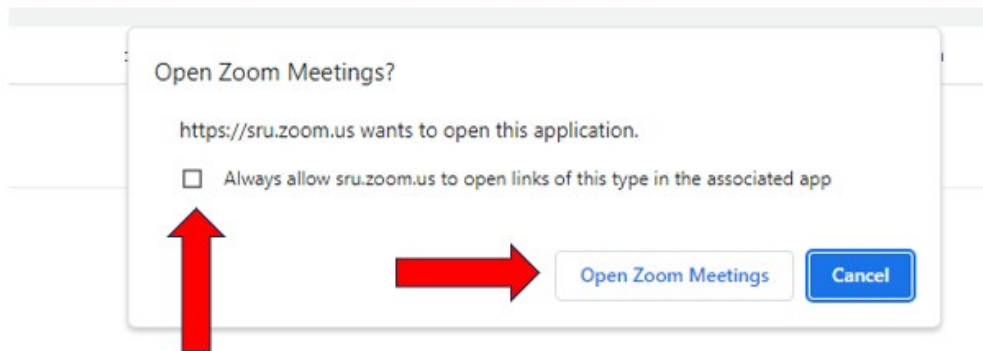 Open Zoom Meetings?
https://sru.zoom.us wants to open this application.
Always allow sru.zoom.us to open links of this type in the associated app
Open Zoom Meetings Cancel